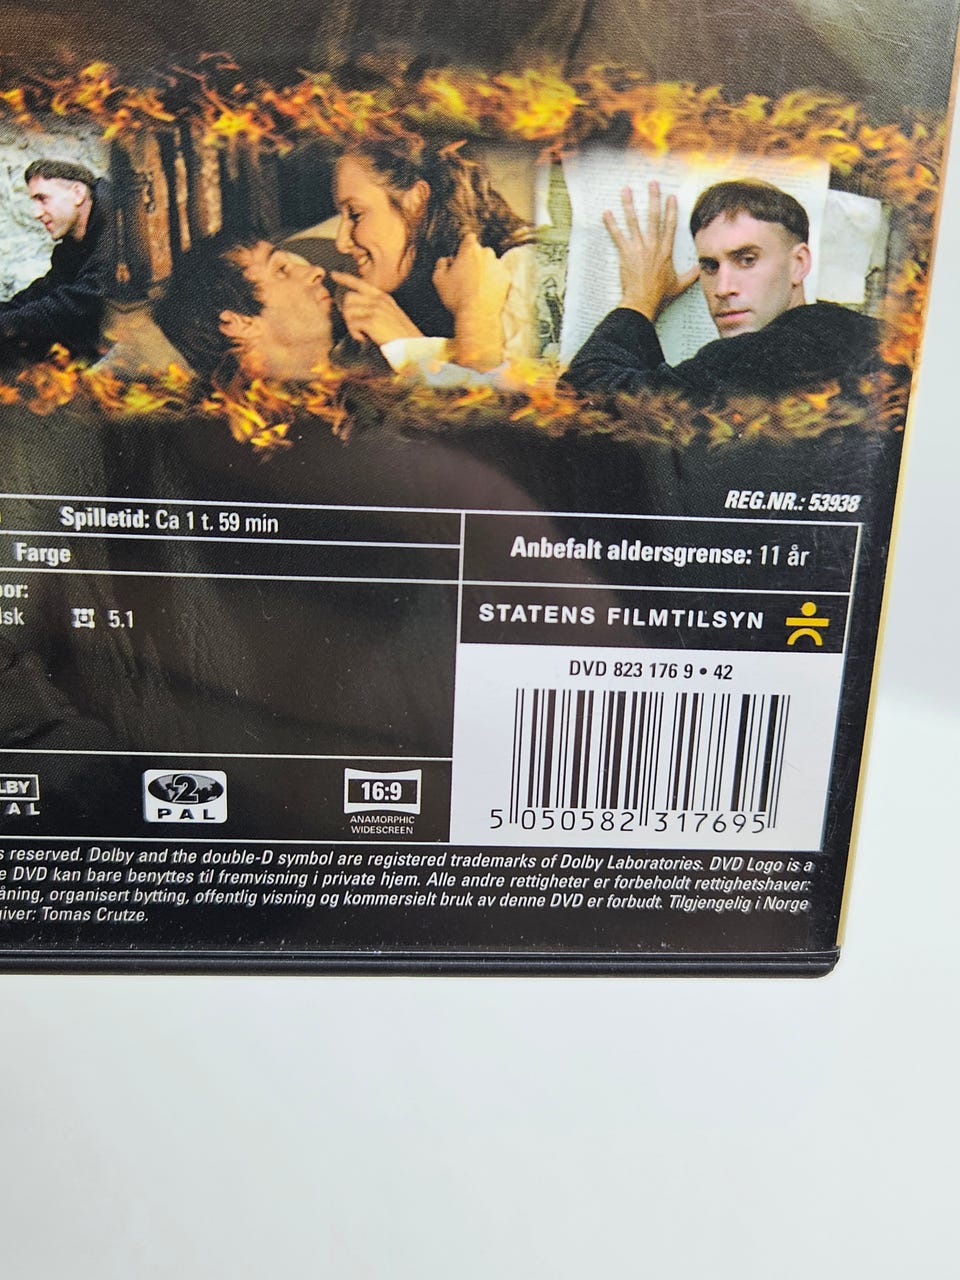 REG.NR.: 53938
Spilletid: Ca 1 t. 59 min
Farge
Anbefalt aldersgrense: 11 år
5.1
STATENS FILMTILSYN
DVD 823 176 9 • 42
5 050582 317695
2
PAL
16:9
ANAMORPHIC
WIDESCREEN
reserved. Dolby and the double-D symbol are registered trademarks of Dolby Laboratories. DVD Logo is a
DVD kan bare benyttes til fremvisning i private hjem. Alle andre rettigheter er forbeholdt rettighetshaver:
organisert bytting, offentlig visning og kommersielt bruk av denne DVD er forbudt. Tilgjengelig i Norge
Tomas Crutze.